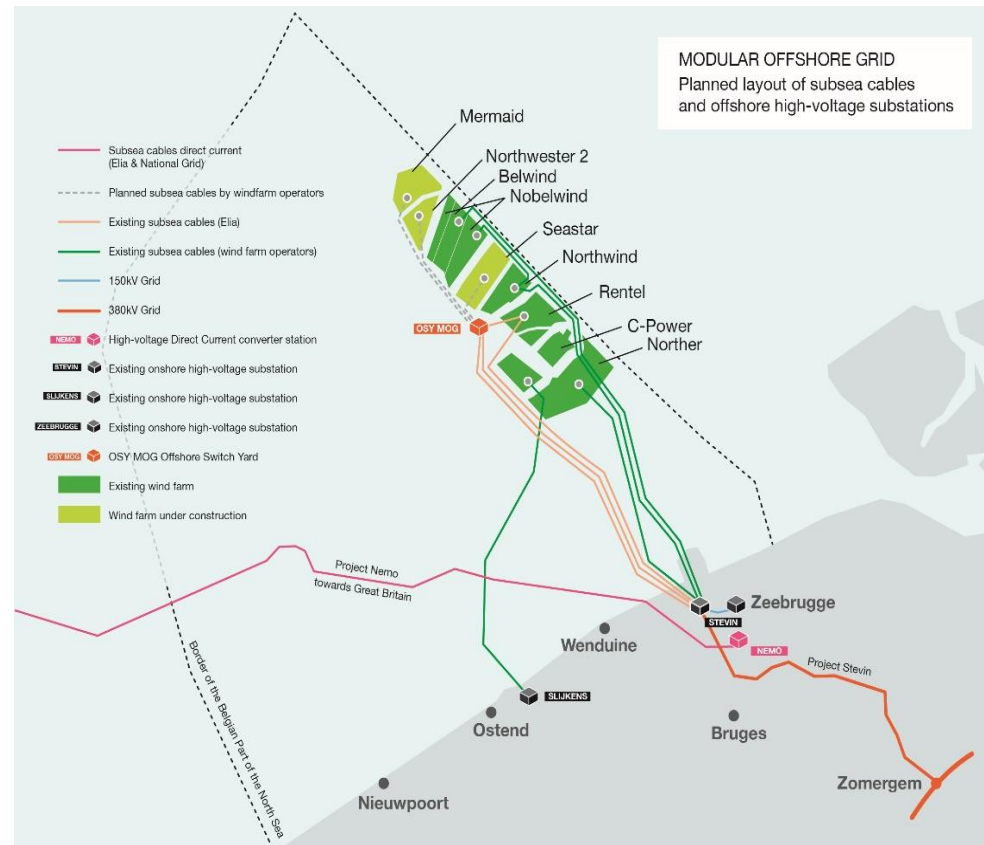 MODULAR OFFSHORE GRID
Planned layout of subsea cables
and offshore high-voltage substations
Mermaid
Northwester 2
Belwind
Nobelwind
Seastar
Northwind
Rentel
C-Power
Norther
Subsea cables direct current
(Elia & National Grid)
Planned subsea cables by windfarm operators
Existing subsea cables (Elia)
Existing subsea cables (wind farm operators)
150kV Grid
380kV Grid
NEMO High-voltage Direct Current converter station
STEVIN Existing onshore high-voltage substation
SLIJKENS Existing onshore high-voltage substation
ZEEBRUGGE Existing onshore high-voltage substation
OSY MOG OSY MOG Offshore Switch Yard
Existing wind farm
Wind farm under construction
OSY MOG
Project Nemo
towards Great Britain
Border of the Belgian Part of the North Sea
Zeebrugge
STEVIN
NEMO
Wenduine
Project Stevin
SLIJKENS
Ostend
Bruges
Nieuwpoort
Zomergem